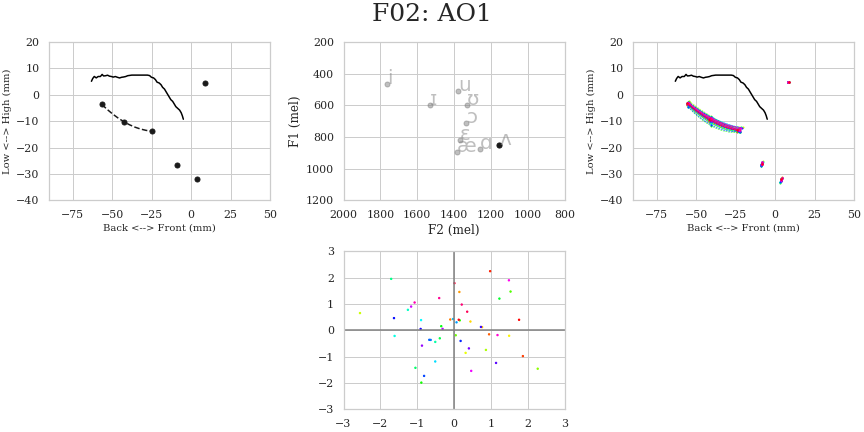 F02: AO1
20
10
0
−10
−20
−30
−40
Low <--> High (mm)
−75 −50 −25 0 25 50
Back <--> Front (mm)
200
400
600
800
1000
1200
F1 (mel)
i
u
ɪ ʊ
ɔ
ɛ
æ ɑ ʌ
2000 1800 1600 1400 1200 1000 800
F2 (mel)
20
10
0
−10
−20
−30
−40
Low <--> High (mm)
−75 −50 −25 0 25 50
Back <--> Front (mm)
3
2
1
0
−1
−2
−3
−3 −2 −1 0 1 2 3